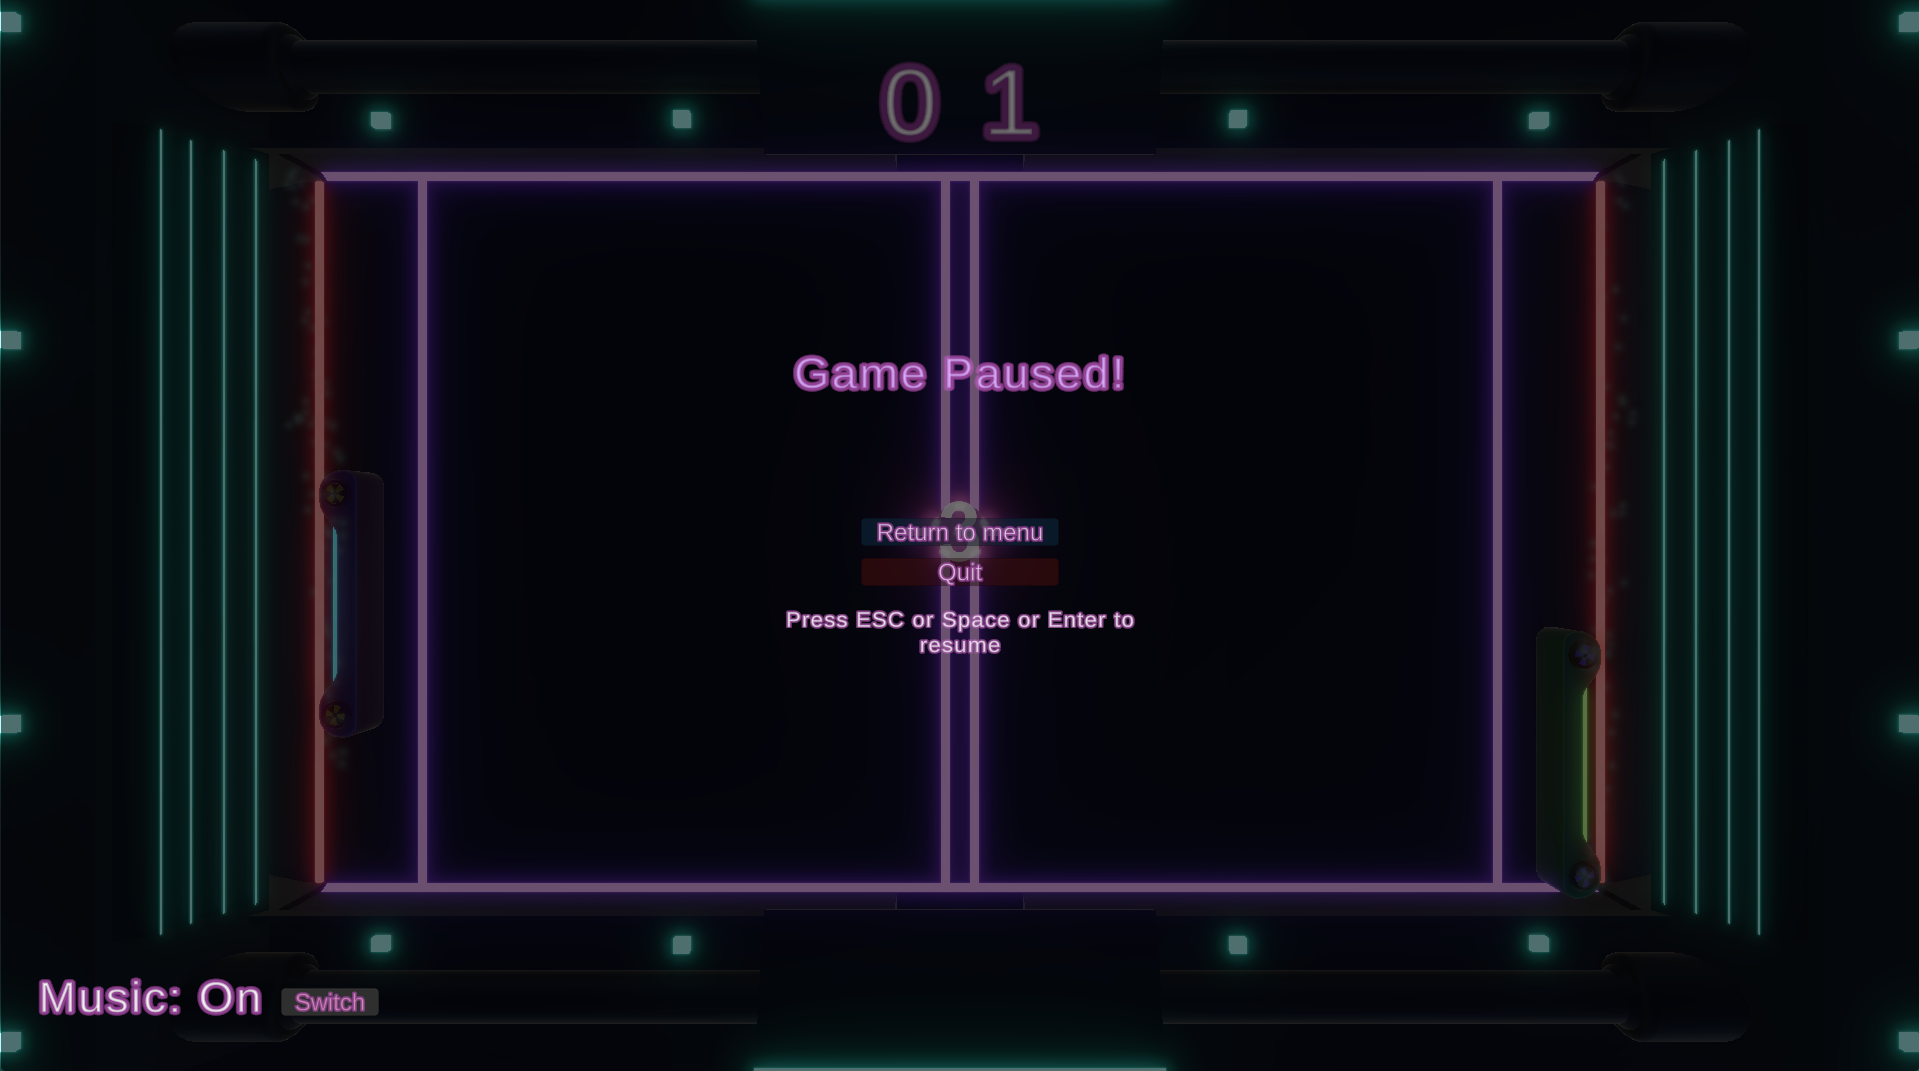 0 1
Game Paused!
3
Return to menu
Quit
Press ESC or Space or Enter to
resume
Music: On Switch